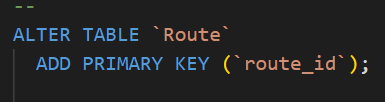 --
ALTER TABLE `Route`
  ADD PRIMARY KEY (`route_id`);